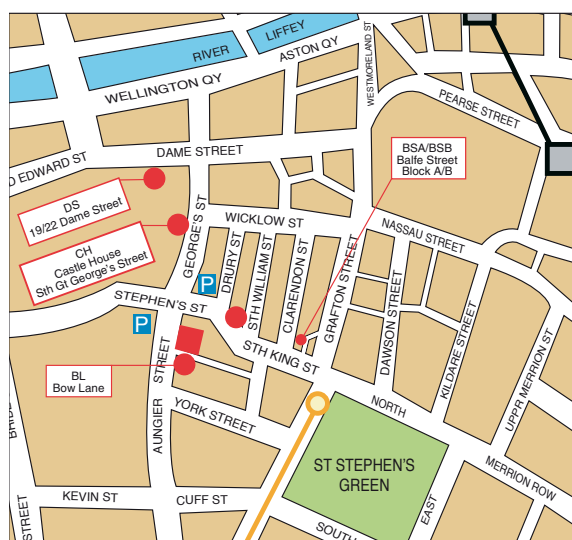 LIFFEY
RIVER
ASTON QY
WESTMORELAND ST
WELLINGTON QY
PEARSE STREET
DAME STREET
D EDWARD ST
BSA/BSB
Balfe Street
Block A/B
DS
19/22 Dame Street
GEORGE'S ST
WICKLOW ST
NASSAU STREET
CH
Castle House
Sth Gt George's Street
DRURY ST
STH WILLIAM ST
CLARENDON ST
GRAFTON STREET
P
STEPHEN'S ST
P
DAWSON STREET
KILDARE STREET
UPPR MERRION ST
STH KING ST
BL
Bow Lane
AUNGIER STREET
YORK STREET
NORTH
ST STEPHEN'S
GREEN
MERRION ROW
EAST
KEVIN ST
CUFF ST
STREET
SOUTH